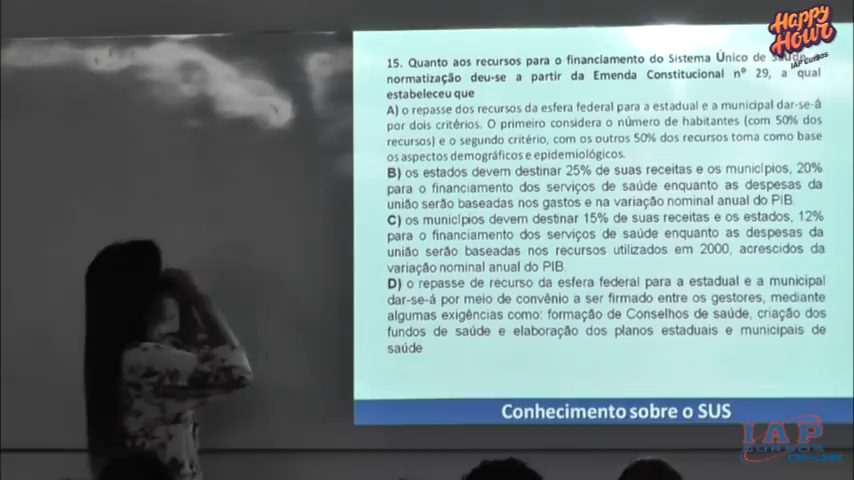 Happy
Hour
IAP Cursos
15. Quanto aos recursos para o financiamento do Sistema Único de Saúde,
normatização deu-se a partir da Emenda Constitucional nº 29, a qual
estabeleceu que
A) o repasse dos recursos da esfera federal para a estadual e a municipal dar-se-á
por dois critérios. O primeiro considera o número de habitantes (com 50% dos
recursos) e o segundo critério, com os outros 50% dos recursos toma como base
os aspectos demográficos e epidemiológicos.
B) os estados devem destinar 25% de suas receitas e os municípios, 20%
para o financiamento dos serviços de saúde enquanto as despesas da
união serão baseadas nos gastos e na variação nominal anual do PIB.
C) os municípios devem destinar 15% de suas receitas e os estados, 12%
para o financiamento dos serviços de saúde enquanto as despesas da
união serão baseadas nos recursos utilizados em 2000, acrescidos da
variação nominal anual do PIB.
D) o repasse de recurso da esfera federal para a estadual e a municipal
dar-se-á por meio de convênio a ser firmado entre os gestores, mediante
algumas exigências como: formação de Conselhos de saúde, criação dos
fundos de saúde e elaboração dos planos estaduais e municipais de
saúde
Conhecimento sobre o SUS
IAP
CURSOS
ON-LINE